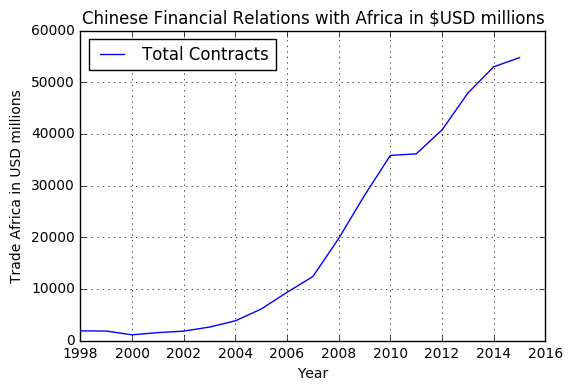 Chinese Financial Relations with Africa in $USD millions
60000
Total Contracts
50000
40000
30000
20000
10000
0
Trade Africa in USD millions
1998 2000 2002 2004 2006 2008 2010 2012 2014 2016
Year